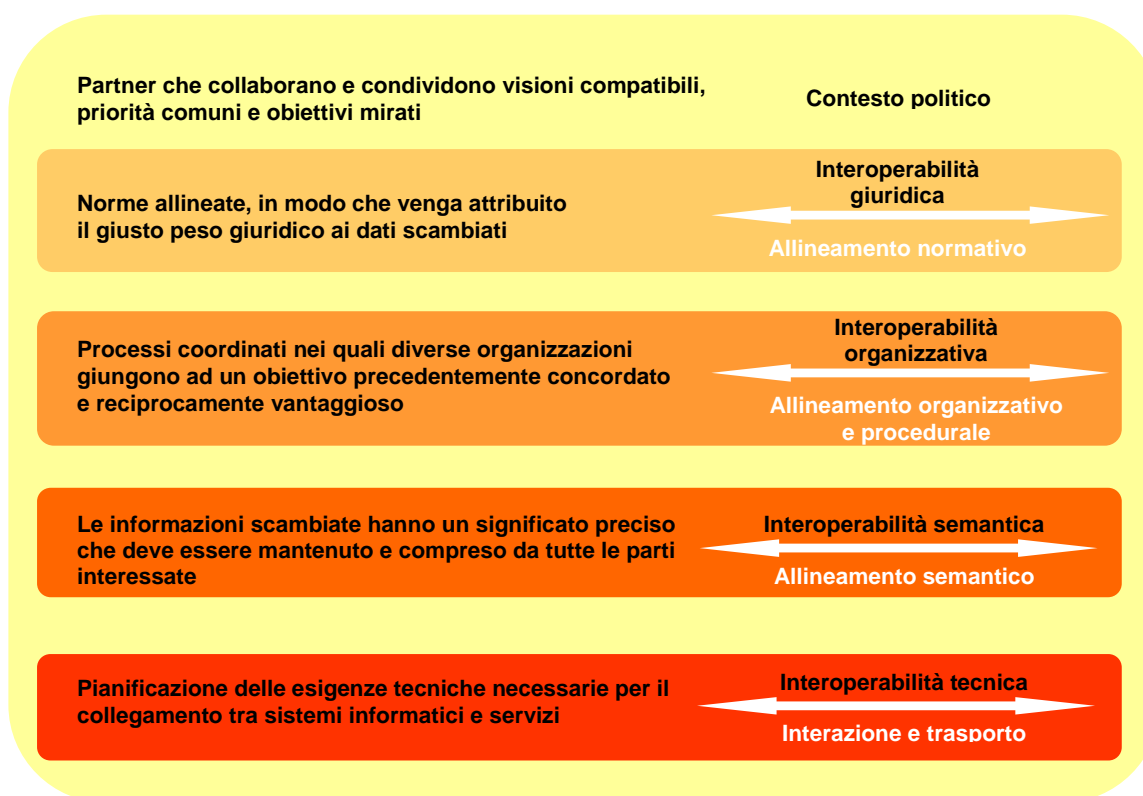 Partner che collaborano e condividono visioni compatibili,
priorità comuni e obiettivi mirati
Contesto politico
Norme allineate, in modo che venga attribuito
il giusto peso giuridico ai dati scambiati
Interoperabilità
giuridica
Allineamento normativo
Processi coordinati nei quali diverse organizzazioni
giungono ad un obiettivo precedentemente concordato
e reciprocamente vantaggioso
Interoperabilità
organizzativa
Allineamento organizzativo
e procedurale
Le informazioni scambiate hanno un significato preciso
che deve essere mantenuto e compreso da tutte le parti
interessate
Interoperabilità semantica
Allineamento semantico
Pianificazione delle esigenze tecniche necessarie per il
collegamento tra sistemi informatici e servizi
Interoperabilità tecnica
Interazione e trasporto